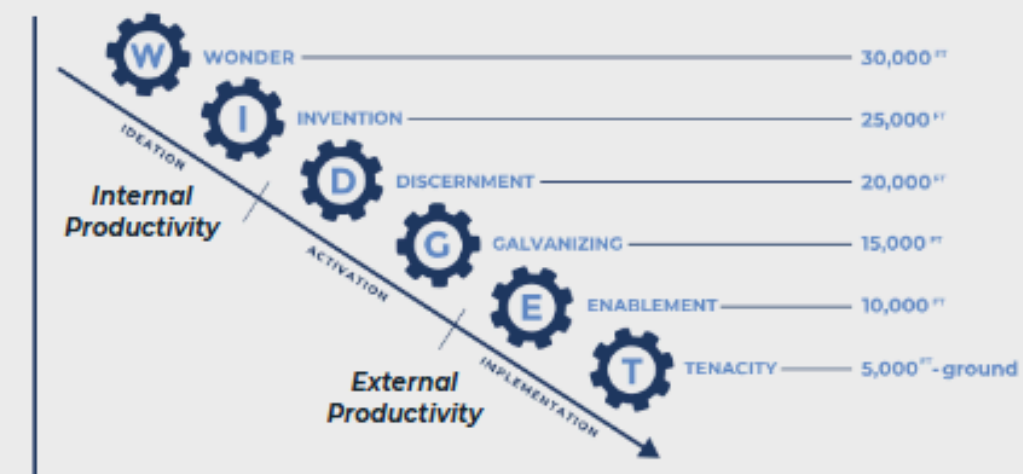 W WONDER 30,000 FT
I INVENTION 25,000 FT
D DISCERNMENT 20,000 FT
G GALVANIZING 15,000 FT
E ENABLEMENT 10,000 FT
T TENACITY 5,000 FT-ground
IDEATION
Internal
Productivity
ACTIVATION
External
Productivity
IMPLEMENTATION